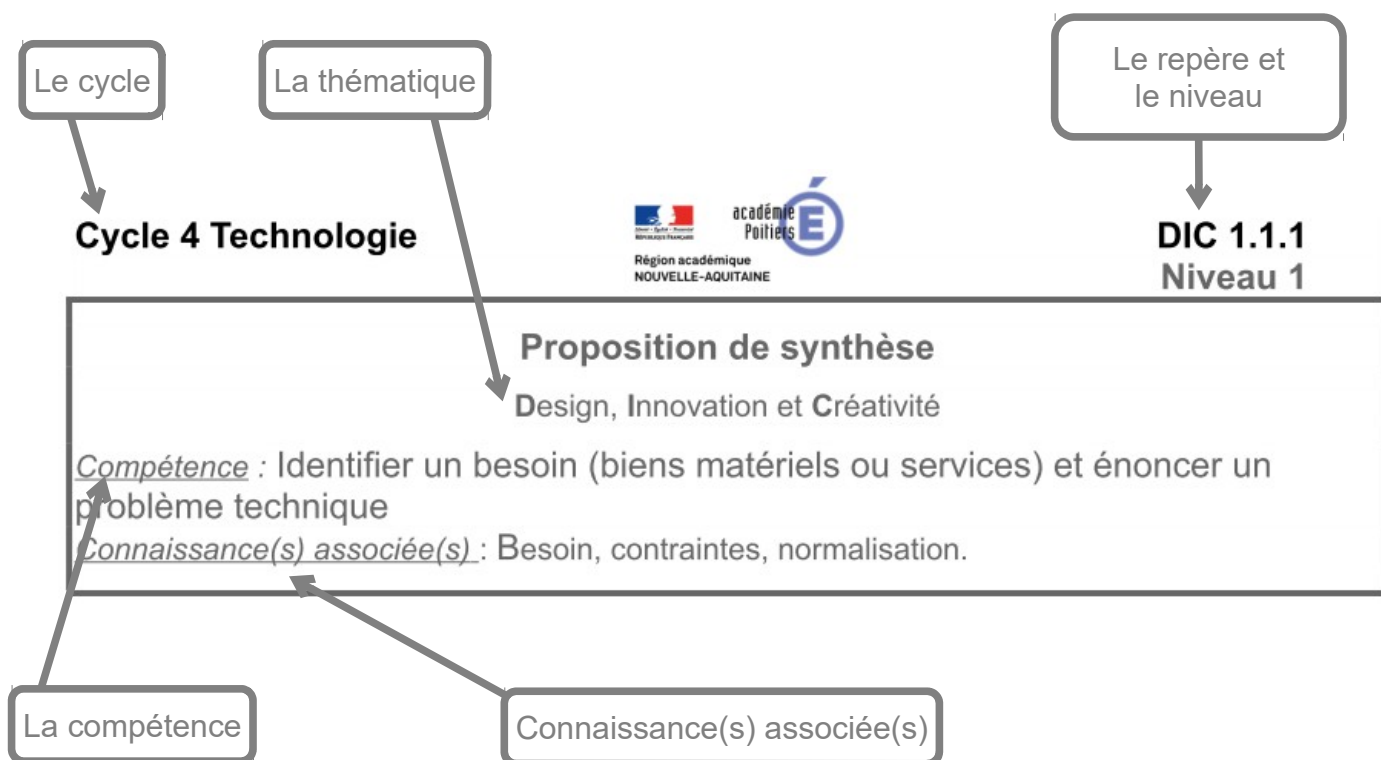 Le cycle
La thématique
Le repère et
le niveau
Cycle 4 Technologie
académie
Poitiers
É
Région académique
NOUVELLE-AQUITAINE
DIC 1.1.1
Niveau 1
Proposition de synthèse
Design, Innovation et Créativité
Compétence : Identifier un besoin (biens matériels ou services) et énoncer un
problème technique
Connaissance(s) associée(s) : Besoin, contraintes, normalisation.
La compétence
Connaissance(s) associée(s)